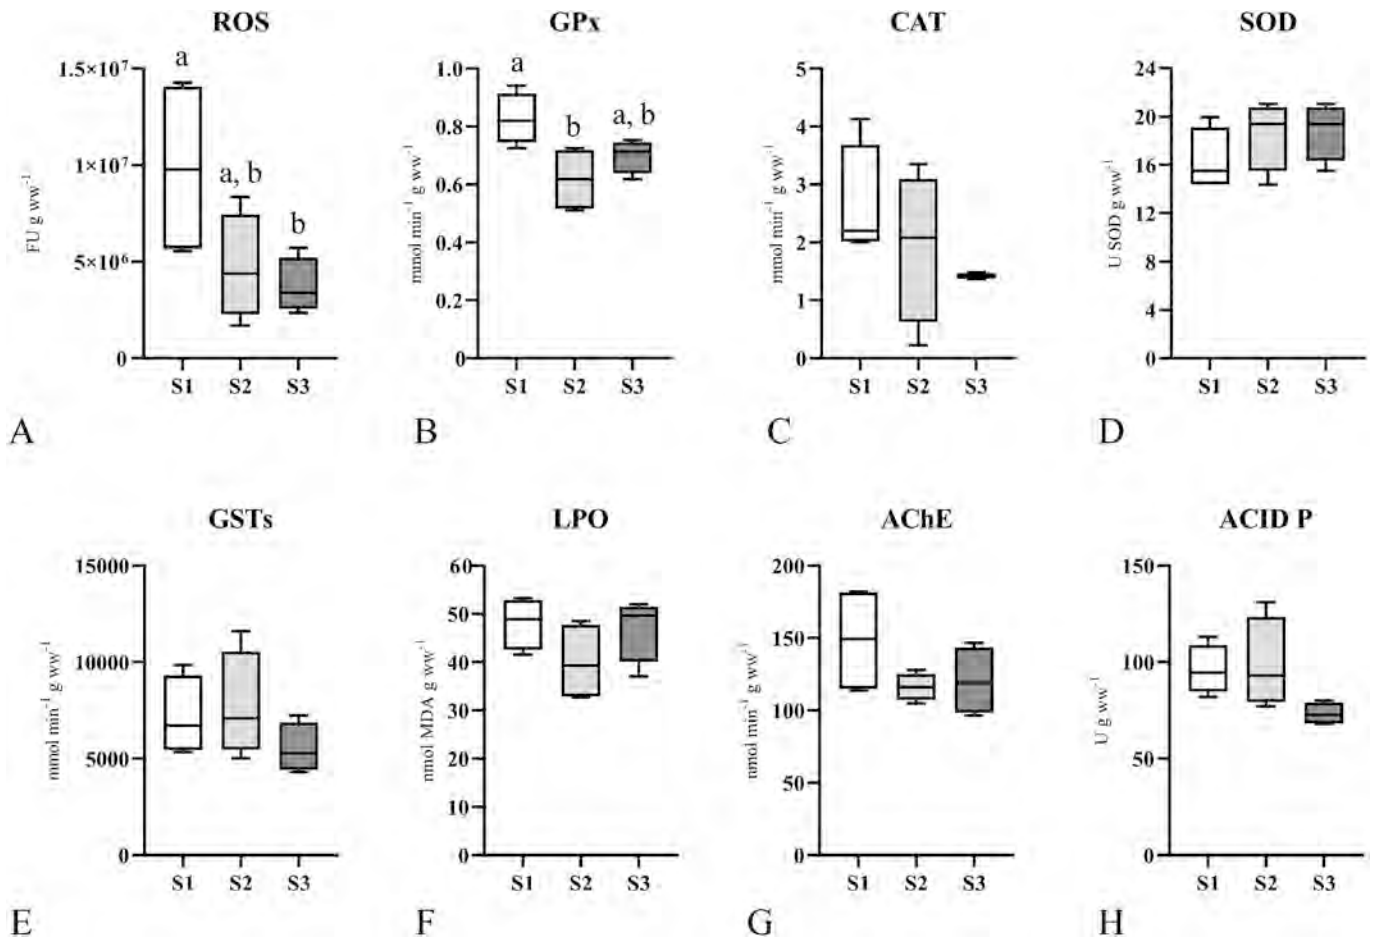 ROS
GPx
CAT
SOD
FU g ww⁻¹
1.5×10⁷
1×10⁷
5×10⁶
0
a
a, b
b
S1 S2 S3
A
mmol min⁻¹ g ww⁻¹
1.0
0.8
0.6
0.4
0.2
0
a
b
a, b
S1 S2 S3
B
mmol min⁻¹ g ww⁻¹
5
4
3
2
1
0
S1 S2 S3
C
U SOD g ww⁻¹
24
20
16
12
8
4
0
S1 S2 S3
D
GSTs
LPO
AChE
ACID P
mmol min⁻¹ g ww⁻¹
15000
10000
5000
0
S1 S2 S3
E
nmol MDA g ww⁻¹
60
50
40
30
20
10
0
S1 S2 S3
F
nmol min⁻¹ g ww⁻¹
200
150
100
50
0
S1 S2 S3
G
U g ww⁻¹
150
100
50
0
S1 S2 S3
H